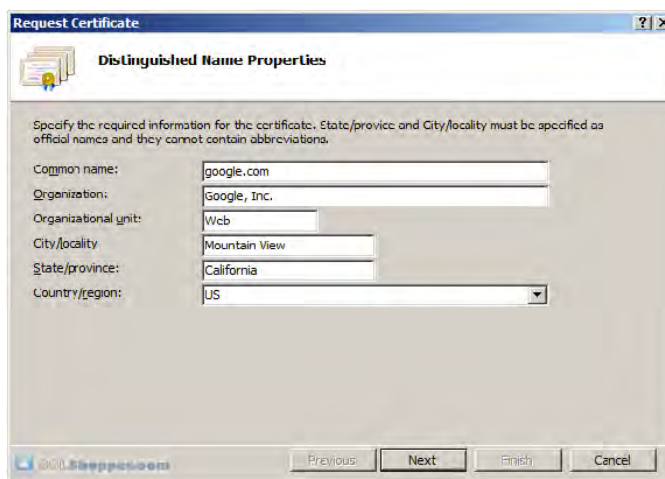 Request Certificate
Distinguished Name Properties
Specify the required information for the certificate. State/provice and City/locality must be specified as
official names and they cannot contain abbreviations.
Common name: google.com
Organization: Google, Inc.
Organizational unit: Web
City/locality Mountain View
State/province: California
Country/region: US
Previous Next Finish Cancel